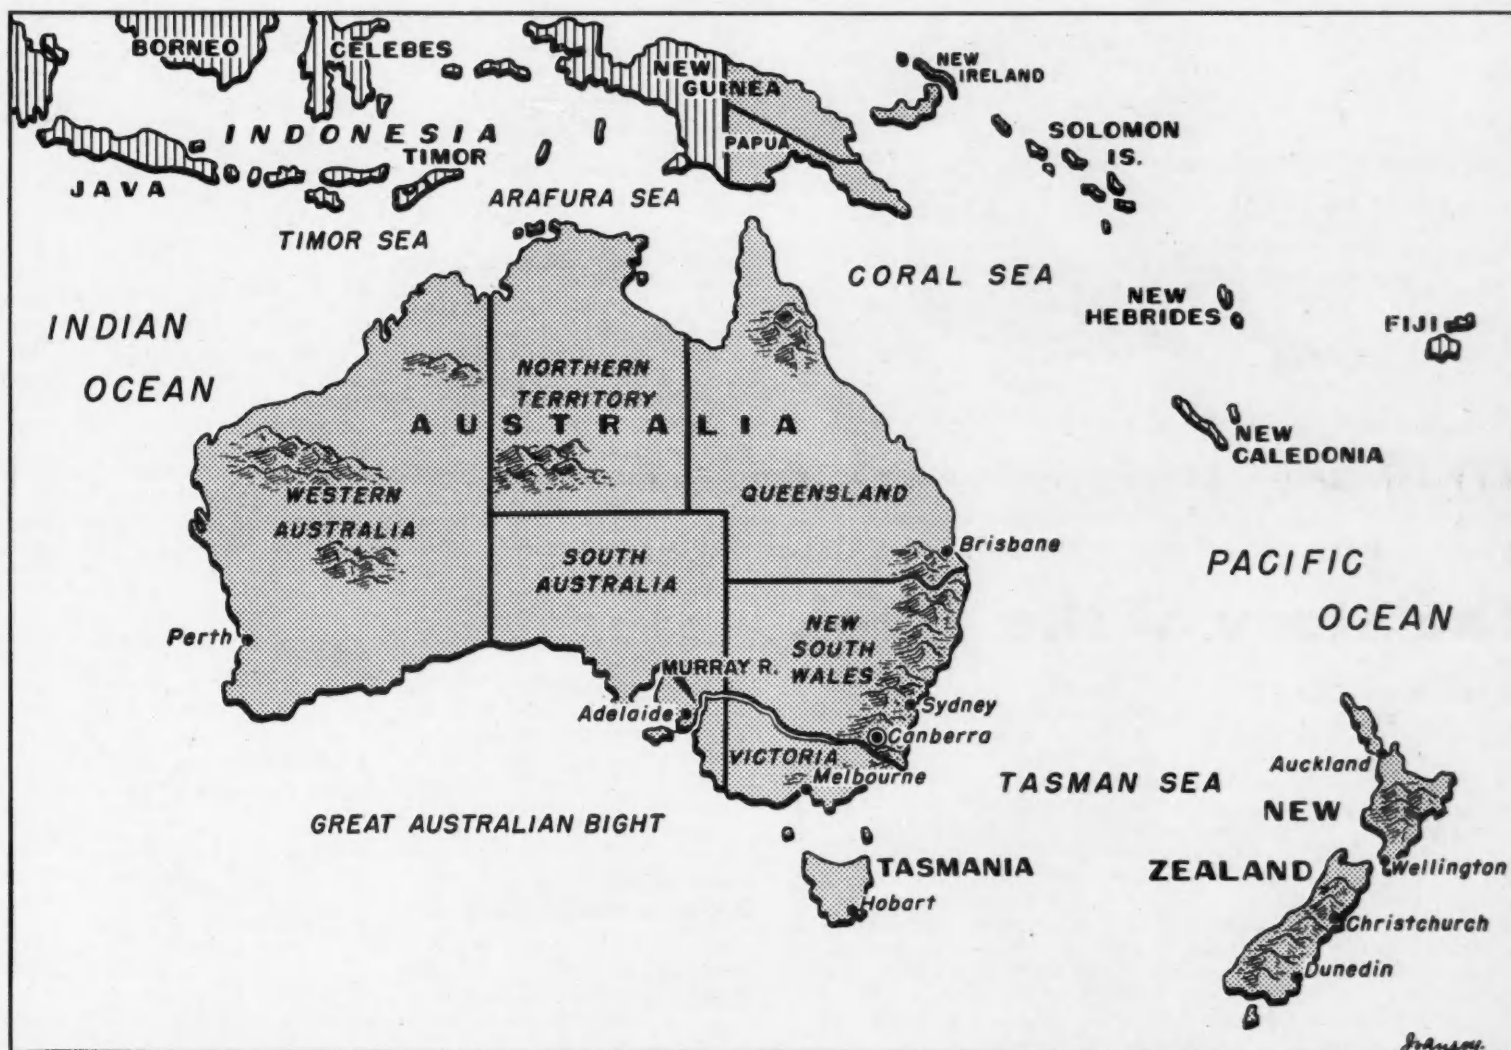 BORNEO
CELEBES
NEW
GUINEA
NEW
IRELAND
INDONESIA
TIMOR
PAPUA
SOLOMON
IS.
JAVA
ARAFURA SEA
TIMOR SEA
CORAL SEA
INDIAN
OCEAN
NEW
HEBRIDES
FIJI
NORTHERN
TERRITORY
AUSTRALIA
NEW
CALEDONIA
WESTERN
AUSTRALIA
QUEENSLAND
SOUTH
AUSTRALIA
Brisbane
PACIFIC
OCEAN
Perth
NEW
SOUTH
WALES
MURRAY R.
Adelaide
Sydney
Canberra
VICTORIA
Melbourne
TASMAN SEA
Auckland
NEW
ZEALAND
GREAT AUSTRALIAN BIGHT
TASMANIA
Hobart
Wellington
Christchurch
Dunedin